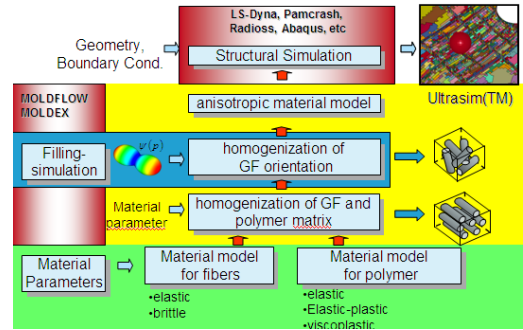 LS-Dyna, Pamcrash,
Radioss, Abaqus, etc
Geometry,
Boundary Cond.
Structural Simulation
Ultrasim(TM)
MOLDFLOW
MOLDEX
anisotropic material model
Filling-
simulation
ψ(p)
homogenization of
GF orientation
Material
parameter
homogenization of GF and
polymer matrix
Material
Parameters
Material model
for fibers
•elastic
•brittle
Material model
for polymer
•elastic
•Elastic-plastic
•viscoplastic